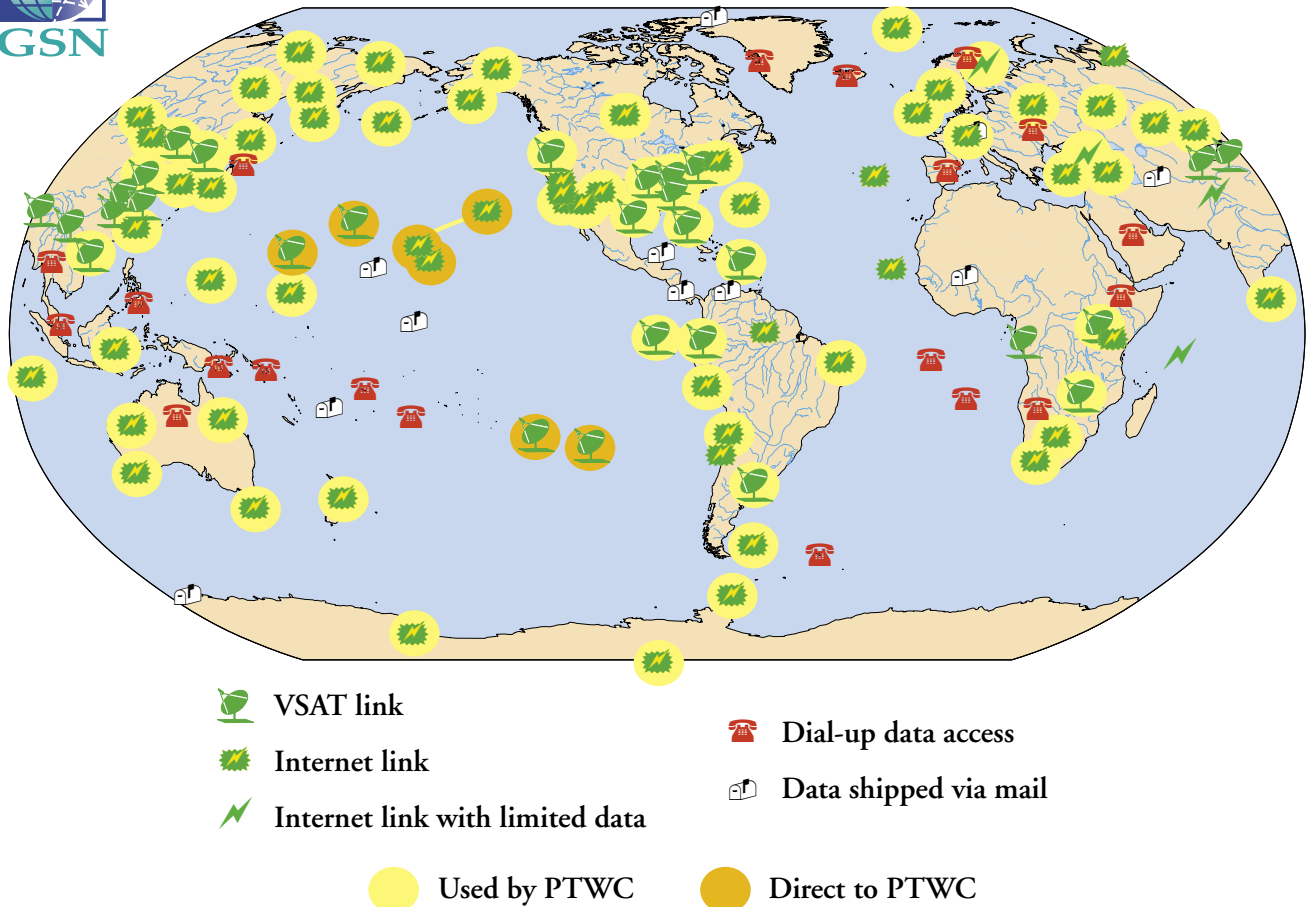 GSN
VSAT link
Internet link
Internet link with limited data
Dial-up data access
Data shipped via mail
Used by PTWC
Direct to PTWC